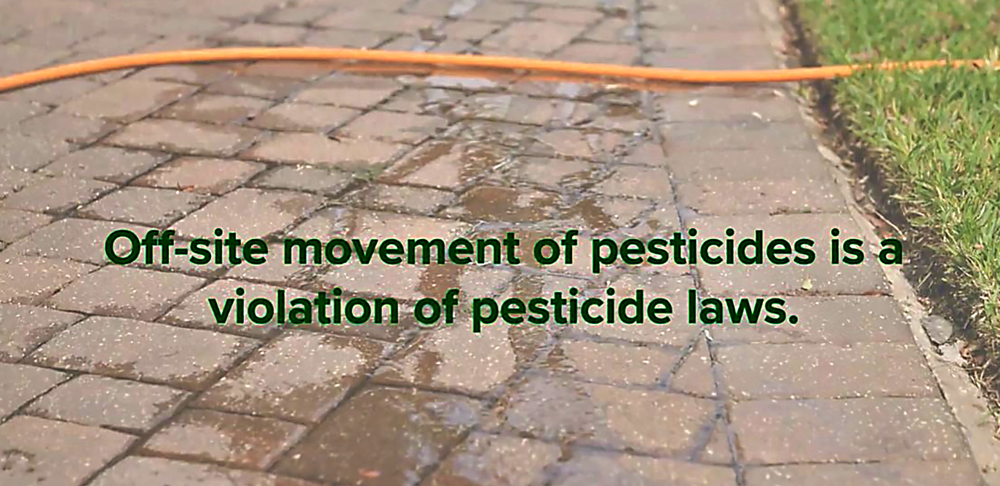 Off-site movement of pesticides is a
violation of pesticide laws.